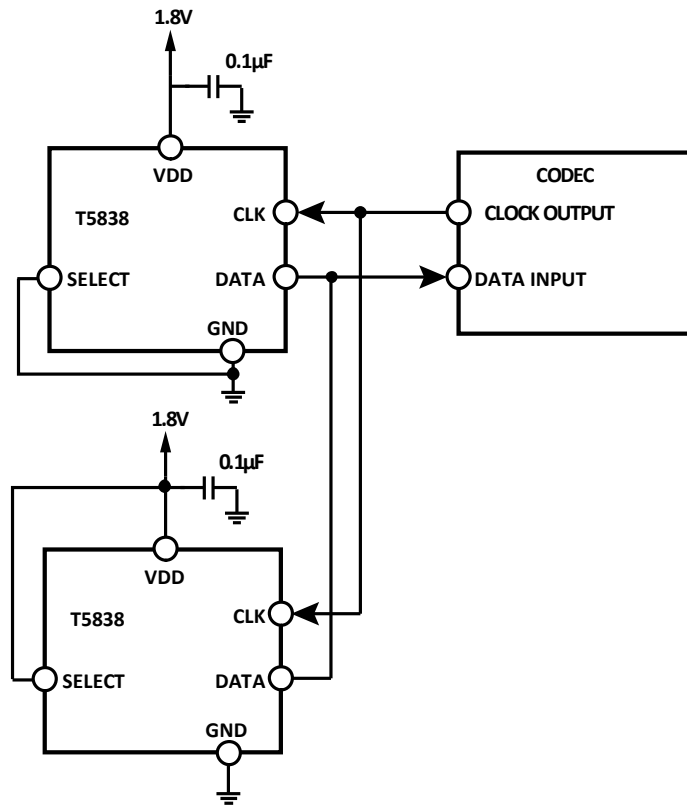 1.8V
0.1µF
VDD
T5838
CLK
SELECT
DATA
GND
CODEC
CLOCK OUTPUT
DATA INPUT
1.8V
0.1µF
VDD
T5838
CLK
SELECT
DATA
GND